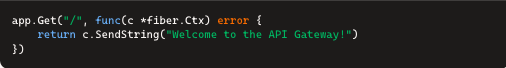 app.Get("/", func(c *fiber.Ctx) error {
    return c.SendString("Welcome to the API Gateway!")
})